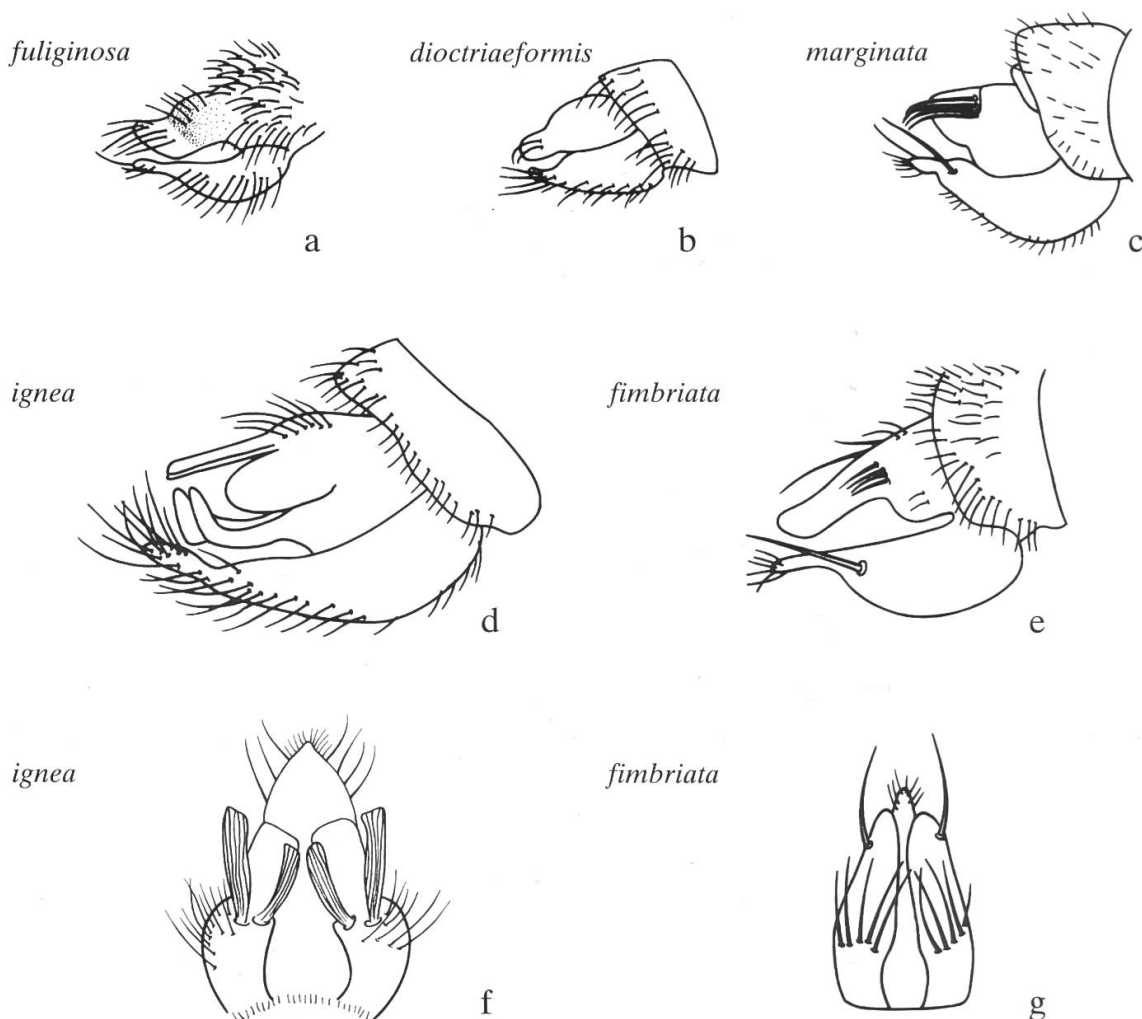 fuliginosa
dioctriaeformis
marginata
a
b
c
ignea
fimbriata
d
e
ignea
fimbriata
f
g